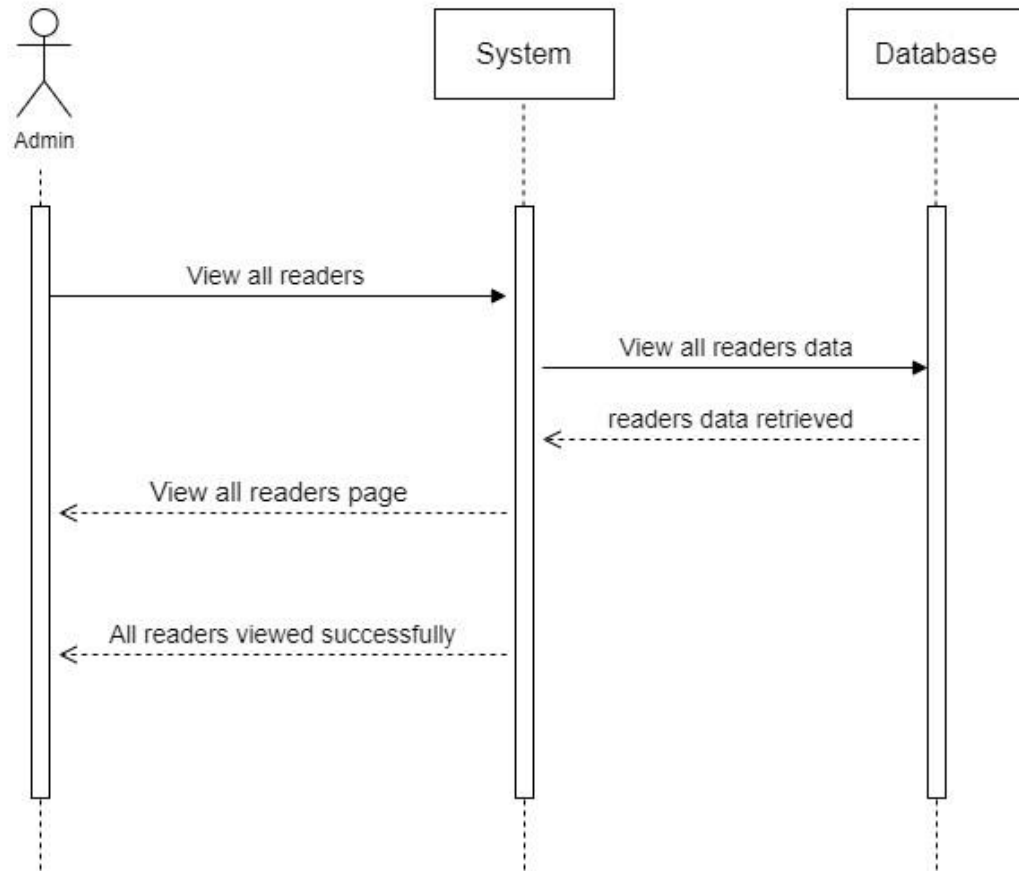 System
Database
Admin
View all readers
View all readers data
readers data retrieved
View all readers page
All readers viewed successfully